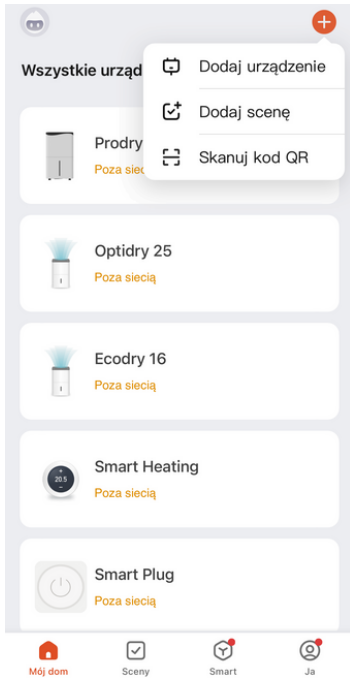 Wszystkie urząd
Dodaj urządzenie
Dodaj scenę
Skanuj kod QR
Prodry
Poza siec
Optidry 25
Poza siecią
Ecodry 16
Poza siecią
20.5
Smart Heating
Poza siecią
Smart Plug
Poza siecią
Mój dom
Sceny
Smart
Ja